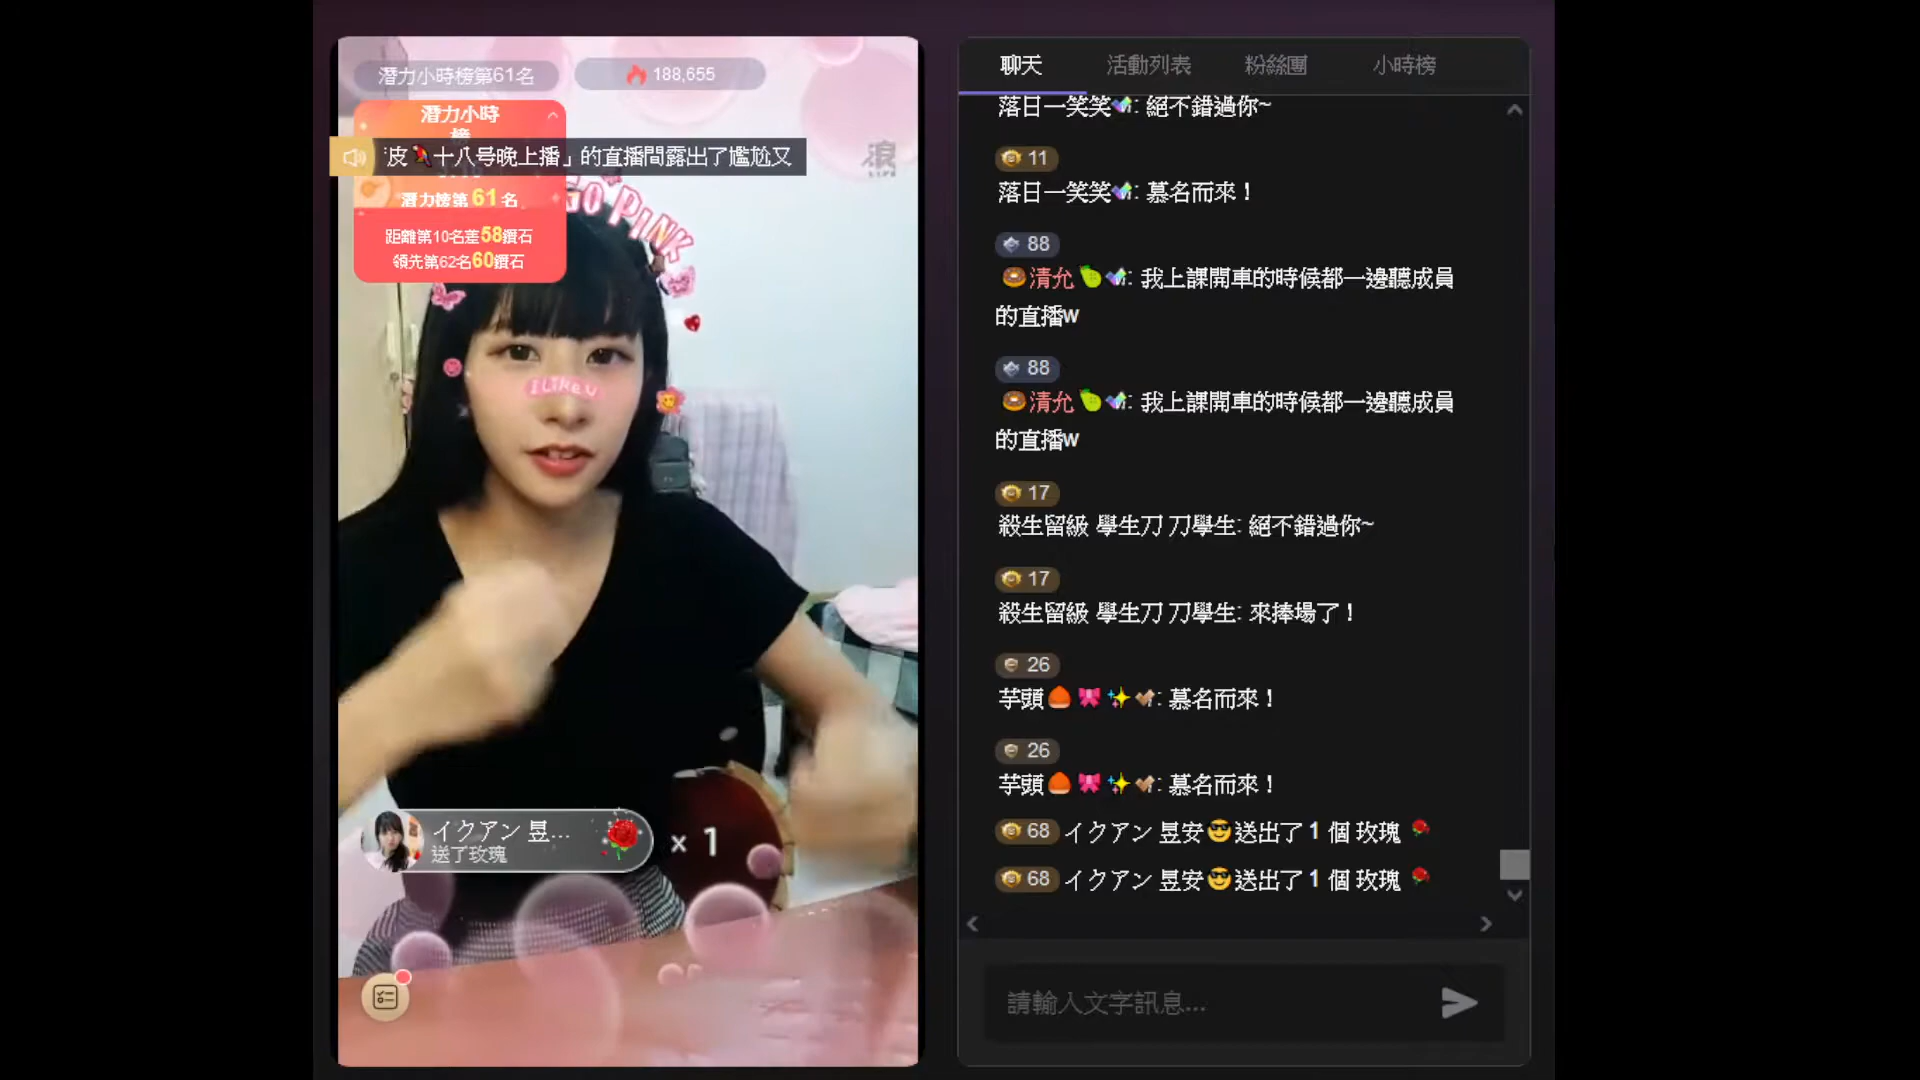 潛力小時榜第61名
188,655
潛力小時
榜
皮🦜十八号晚上播」的直播間露出了尷尬又
潛力榜第 61 名
距離第10名差58鑽石
領先第62名60鑽石
浪
LIVE
GO PINK
I Like U
イクアン 昱...
送了玫瑰
× 1
聊天 活動列表 粉絲團 小時榜
落日一笑笑: 絕不錯過你~
11
落日一笑笑: 慕名而來！
88
🍩清允🍐: 我上課開車的時候都一邊聽成員
的直播w
88
🍩清允🍐: 我上課開車的時候都一邊聽成員
的直播w
17
殺生留級 學生刀 刀學生: 絕不錯過你~
17
殺生留級 學生刀 刀學生: 來捧場了！
26
芋頭🌰🎀✨: 慕名而來！
26
芋頭🌰🎀✨: 慕名而來！
68 イクアン 昱安😎送出了 1 個 玫瑰 🌹
68 イクアン 昱安😎送出了 1 個 玫瑰 🌹
請輸入文字訊息...